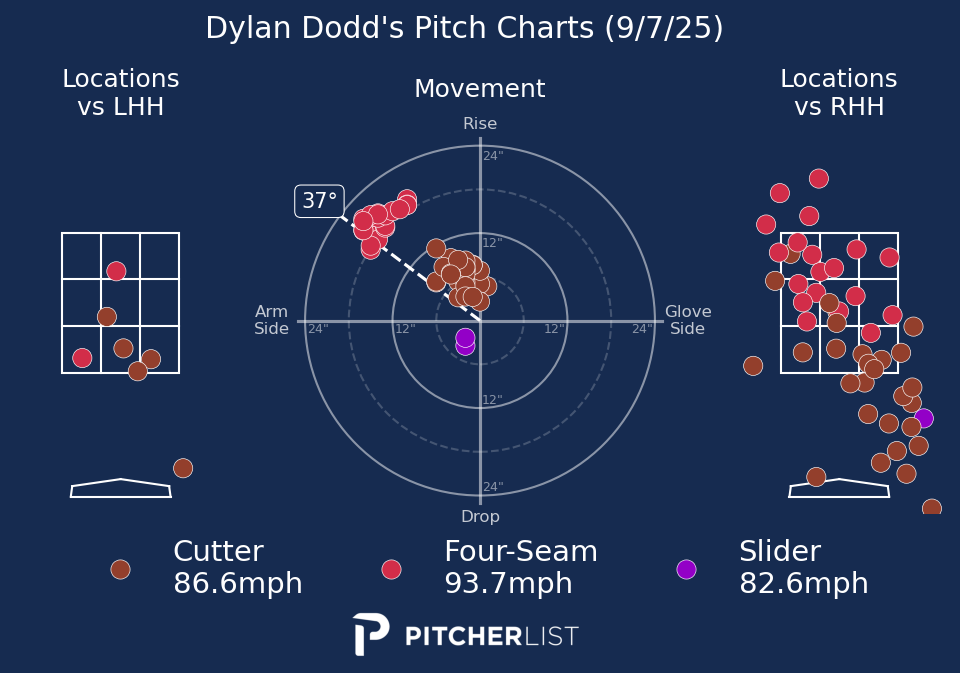 Dylan Dodd's Pitch Charts (9/7/25)
Locations
vs LHH
Movement
Locations
vs RHH
Rise
24"
37°
12"
Arm
Side
24"
12"
12"
24"
Glove
Side
12"
24"
Drop
Cutter
86.6mph
Four-Seam
93.7mph
Slider
82.6mph
PITCHERLIST